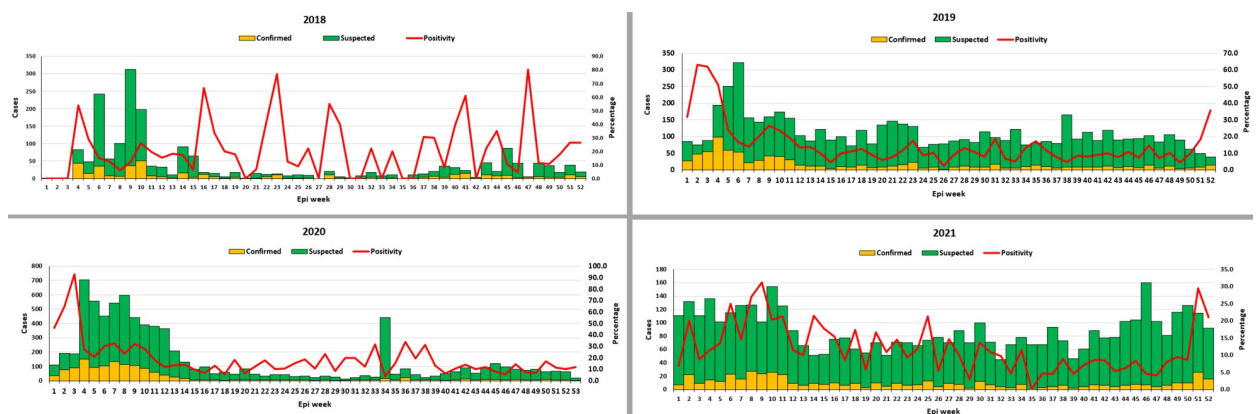 2018
Confirmed Suspected Positivity
350 90.0
300 80.0
250 70.0
200 60.0
150 50.0
100 40.0
50 30.0
0 20.0
10.0
0.0
Cases
Percentage
1 2 3 4 5 6 7 8 9 10 11 12 13 14 15 16 17 18 19 20 21 22 23 24 25 26 27 28 29 30 31 32 33 34 35 36 37 38 39 40 41 42 43 44 45 46 47 48 49 50 51 52
Epi week
2019
Confirmed Suspected Positivity
350 70.0
300 60.0
250 50.0
200 40.0
150 30.0
100 20.0
50 10.0
0 0.0
Cases
Percentage
1 2 3 4 5 6 7 8 9 10 11 12 13 14 15 16 17 18 19 20 21 22 23 24 25 26 27 28 29 30 31 32 33 34 35 36 37 38 39 40 41 42 43 44 45 46 47 48 49 50 51 52
Epi week
2020
Confirmed Suspected Positivity
800 100.0
700 90.0
600 80.0
500 70.0
400 60.0
300 50.0
200 40.0
100 30.0
0 20.0
10.0
0.0
Cases
Percentage
1 2 3 4 5 6 7 8 9 10 11 12 13 14 15 16 17 18 19 20 21 22 23 24 25 26 27 28 29 30 31 32 33 34 35 36 37 38 39 40 41 42 43 44 45 46 47 48 49 50 51 52 53
Epi week
2021
Confirmed Suspected Positivity
180 35.0
160 30.0
140 25.0
120 20.0
100 15.0
80 10.0
60 5.0
40 0.0
20
0
Cases
Percentage
1 2 3 4 5 6 7 8 9 10 11 12 13 14 15 16 17 18 19 20 21 22 23 24 25 26 27 28 29 30 31 32 33 34 35 36 37 38 39 40 41 42 43 44 45 46 47 48 49 50 51 52
Epi week